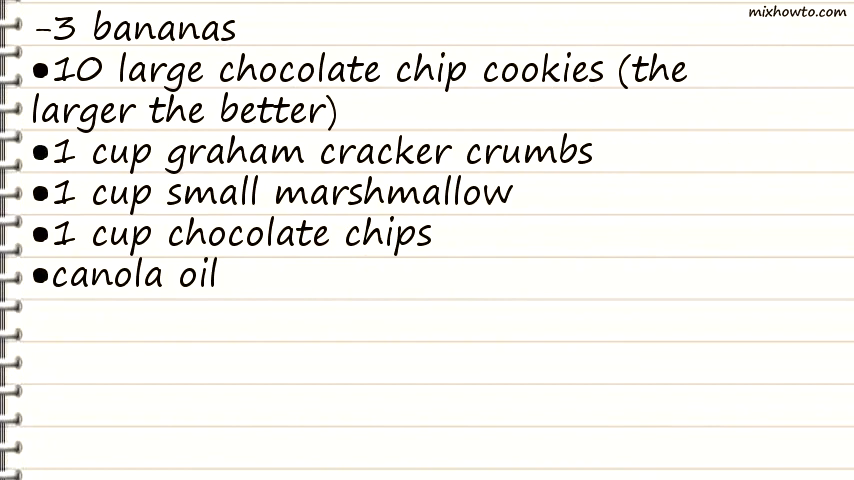 mixhowto.com
-3 bananas
•10 large chocolate chip cookies (the
larger the better)
•1 cup graham cracker crumbs
•1 cup small marshmallow
•1 cup chocolate chips
•canola oil